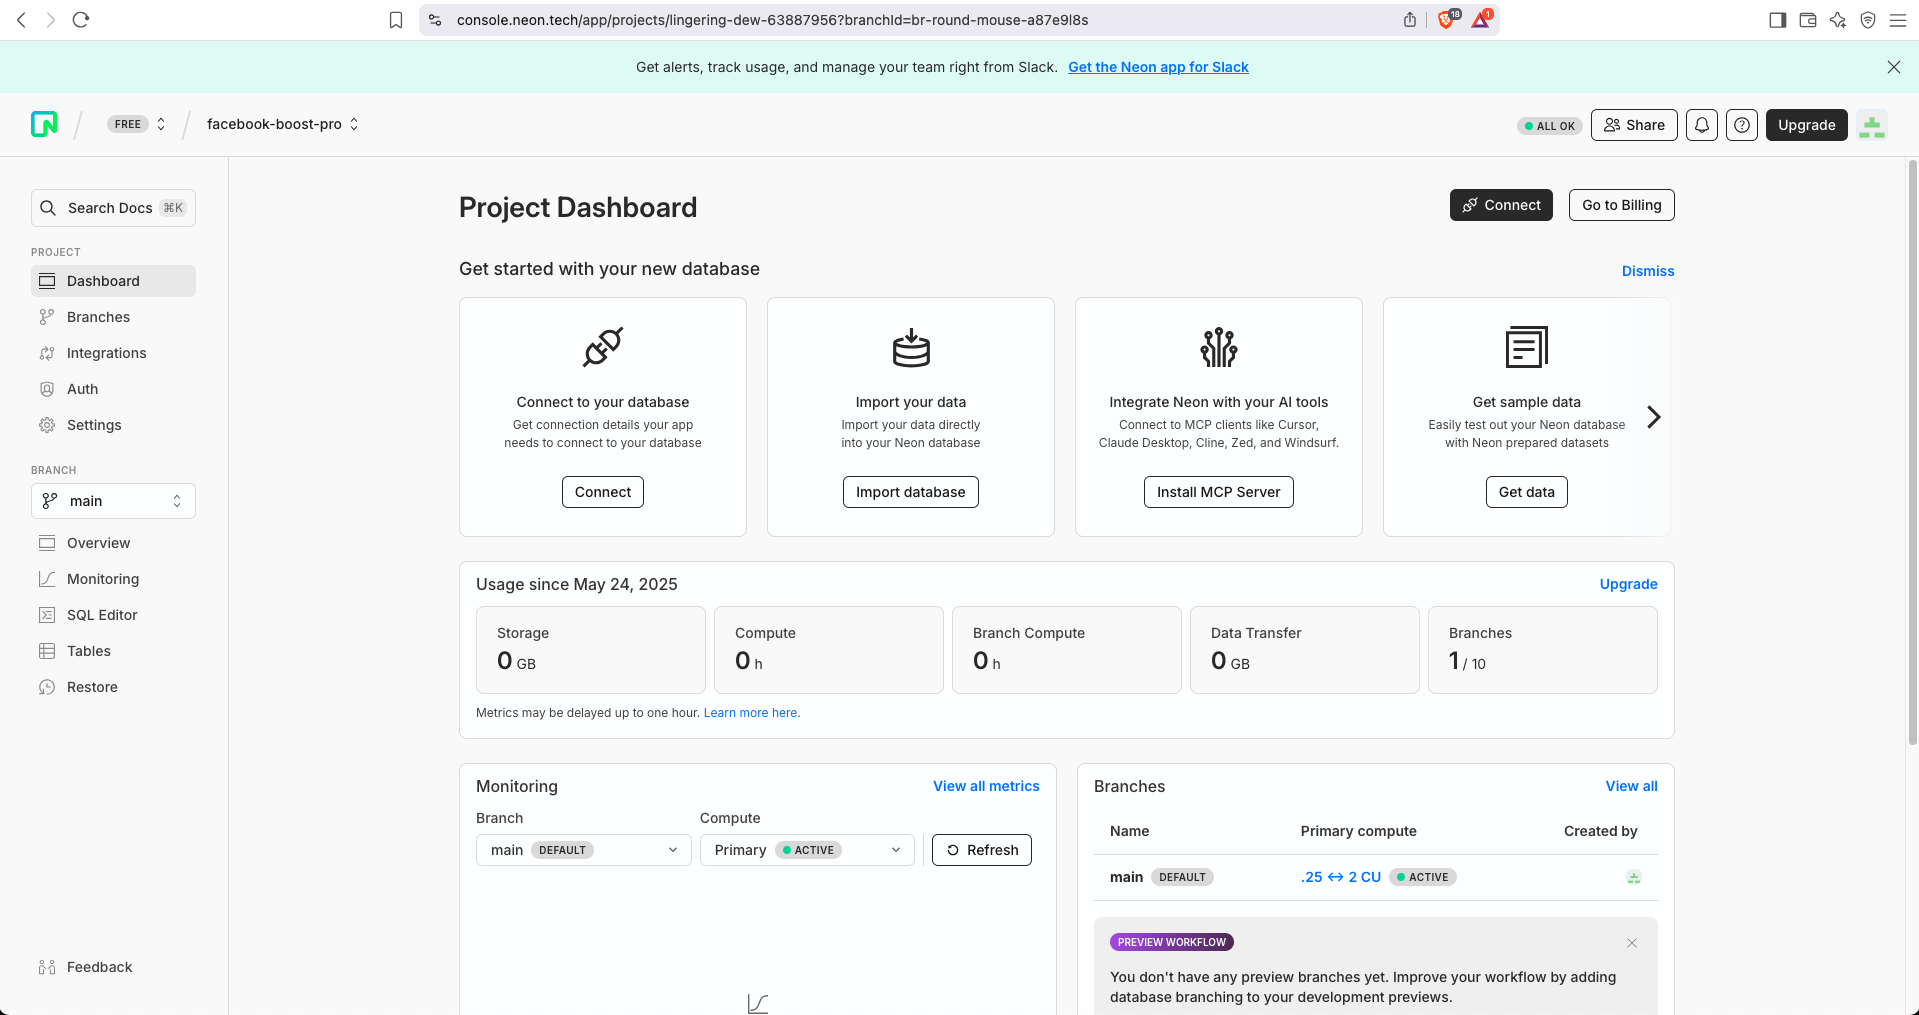 console.neon.tech/app/projects/lingering-dew-63887956?branchId=br-round-mouse-a87e9l8s
18
1
Get alerts, track usage, and manage your team right from Slack. Get the Neon app for Slack
FREE
facebook-boost-pro
ALL OK
Share
Upgrade
Search Docs ⌘K
PROJECT
Dashboard
Branches
Integrations
Auth
Settings
BRANCH
main
Overview
Monitoring
SQL Editor
Tables
Restore
Feedback
Project Dashboard
Connect
Go to Billing
Get started with your new database
Dismiss
Connect to your database
Get connection details your app
needs to connect to your database
Connect
Import your data
Import your data directly
into your Neon database
Import database
Integrate Neon with your AI tools
Connect to MCP clients like Cursor,
Claude Desktop, Cline, Zed, and Windsurf.
Install MCP Server
Get sample data
Easily test out your Neon database
with Neon prepared datasets
Get data
Usage since May 24, 2025
Upgrade
Storage
0 GB
Compute
0 h
Branch Compute
0 h
Data Transfer
0 GB
Branches
1 / 10
Metrics may be delayed up to one hour. Learn more here.
Monitoring
View all metrics
Branch
Compute
main DEFAULT
Primary ACTIVE
Refresh
Branches
View all
Name Primary compute Created by
main DEFAULT .25 ↔ 2 CU ACTIVE
PREVIEW WORKFLOW
You don't have any preview branches yet. Improve your workflow by adding
database branching to your development previews.